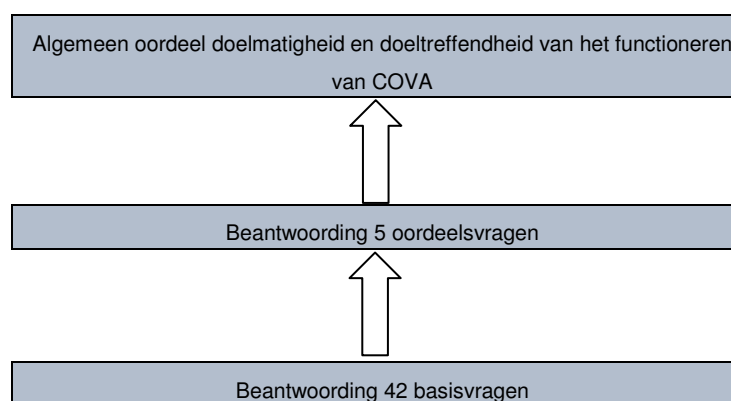 Algemeen oordeel doelmatigheid en doeltreffendheid van het functioneren
van COVA
Beantwoording 5 oordeelsvragen
Beantwoording 42 basisvragen